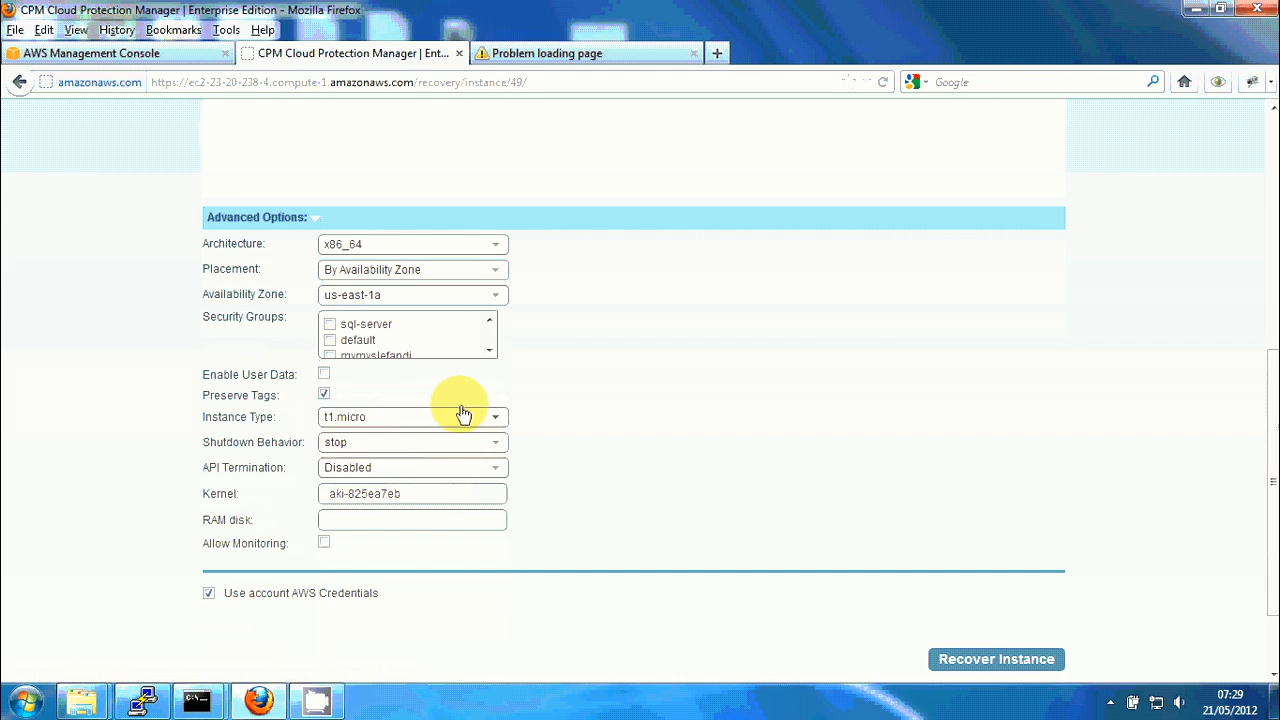 CPM Cloud Protection Manager | Enterprise Edition - Mozilla Firefox
File Edit View History Bookmarks Tools Help
AWS Management Console
CPM Cloud Protection Manager | Ent...
Problem loading page
amazonaws.com https://ec2-23-20-238-4.compute-1.amazonaws.com/recovery/instance/49/
Google
Advanced Options:
Architecture: x86_64
Placement: By Availability Zone
Availability Zone: us-east-1a
Security Groups: sql-server
default
mymyslefandi
Enable User Data:
Preserve Tags:
Instance Type: t1.micro
Shutdown Behavior: stop
API Termination: Disabled
Kernel: aki-825ea7eb
RAM disk:
Allow Monitoring:
Use account AWS Credentials
Recover Instance
07:29
21/05/2012